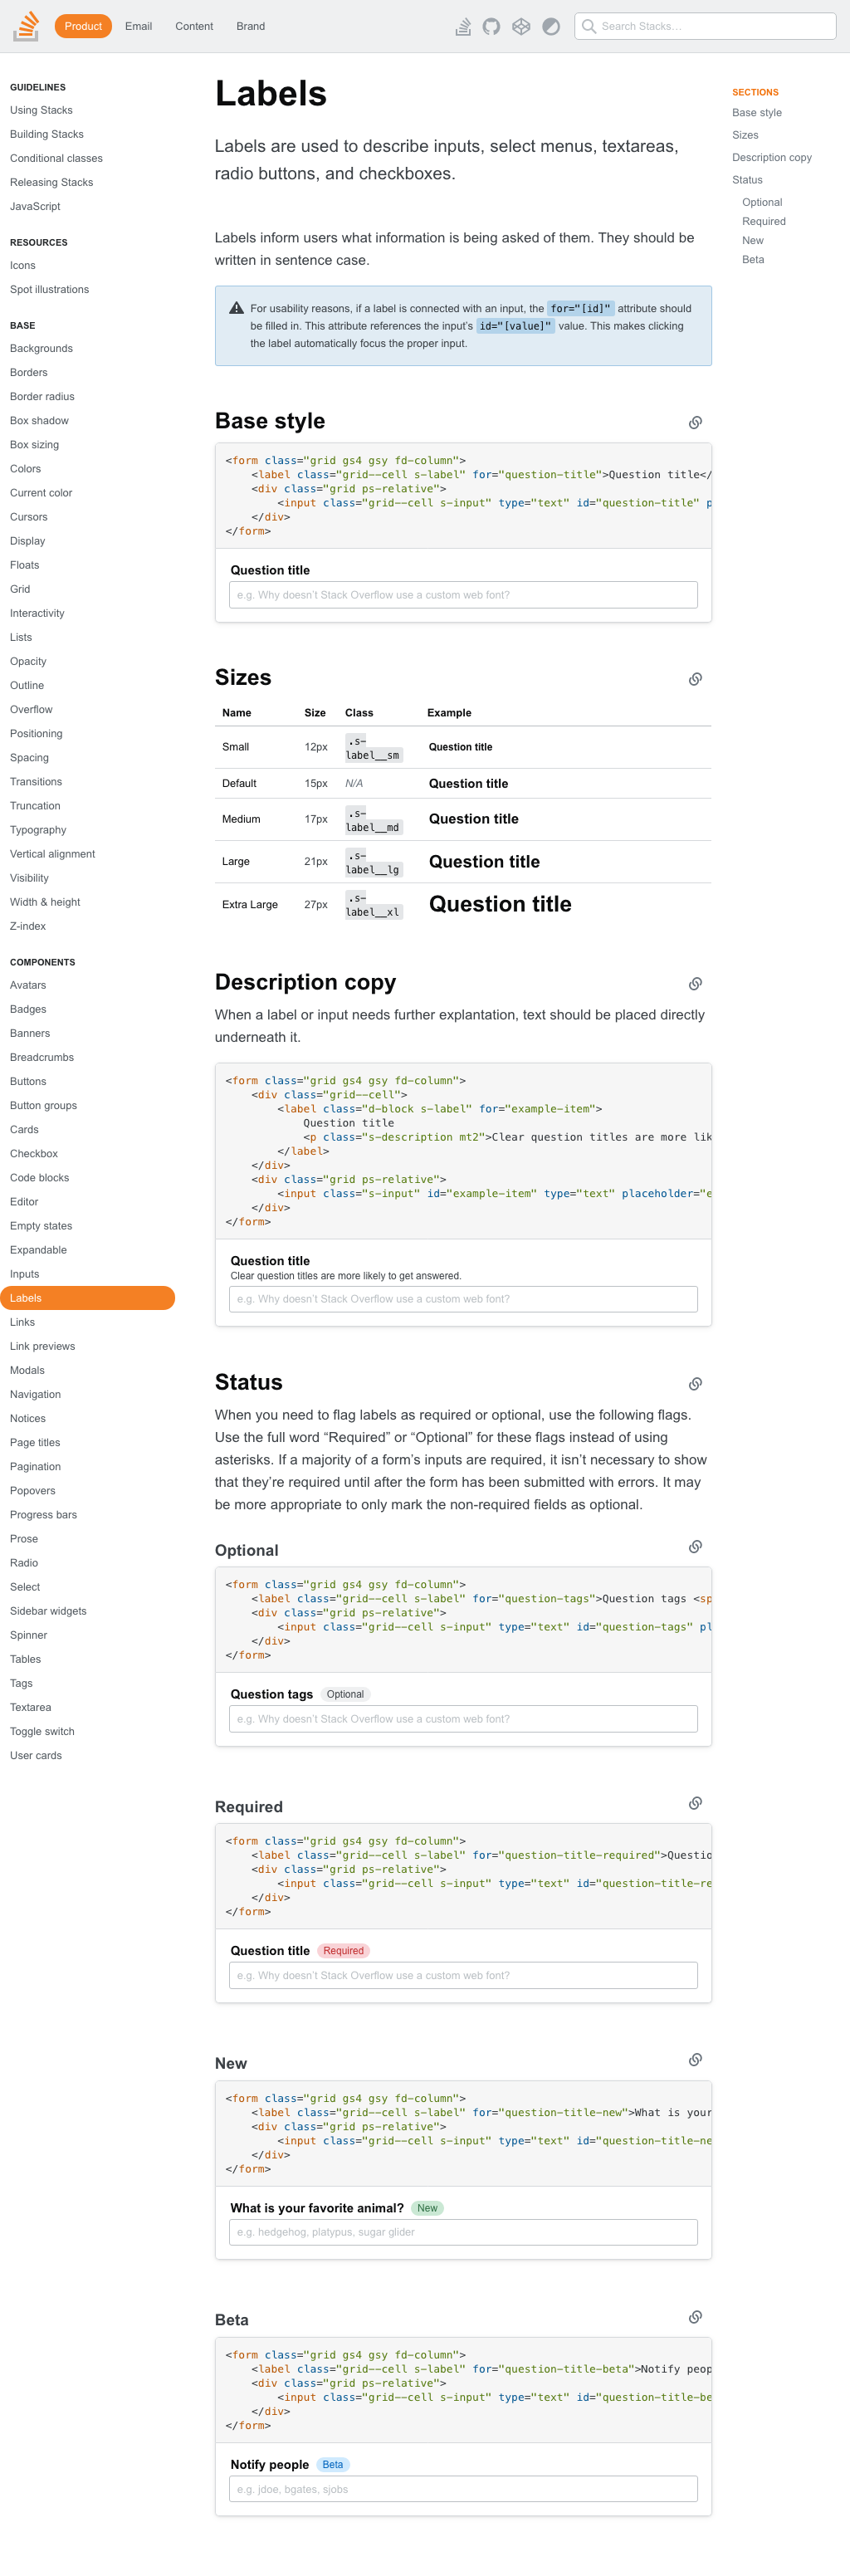 Product Email Content Brand
Search Stacks…
GUIDELINES
Using Stacks
Building Stacks
Conditional classes
Releasing Stacks
JavaScript
RESOURCES
Icons
Spot illustrations
BASE
Backgrounds
Borders
Border radius
Box shadow
Box sizing
Colors
Current color
Cursors
Display
Floats
Grid
Interactivity
Lists
Opacity
Outline
Overflow
Positioning
Spacing
Transitions
Truncation
Typography
Vertical alignment
Visibility
Width & height
Z-index
COMPONENTS
Avatars
Badges
Banners
Breadcrumbs
Buttons
Button groups
Cards
Checkbox
Code blocks
Editor
Empty states
Expandable
Inputs
Labels
Links
Link previews
Modals
Navigation
Notices
Page titles
Pagination
Popovers
Progress bars
Prose
Radio
Select
Sidebar widgets
Spinner
Tables
Tags
Textarea
Toggle switch
User cards
Labels
Labels are used to describe inputs, select menus, textareas,
radio buttons, and checkboxes.
Labels inform users what information is being asked of them. They should be
written in sentence case.
For usability reasons, if a label is connected with an input, the for="[id]" attribute should
be filled in. This attribute references the input's id="[value]" value. This makes clicking
the label automatically focus the proper input.
Base style
<form class="grid gs4 gsy fd-column">
<label class="grid--cell s-label" for="question-title">Question title</
<div class="grid ps-relative">
<input class="grid--cell s-input" type="text" id="question-title" p
</div>
</form>
Question title
e.g. Why doesn't Stack Overflow use a custom web font?
Sizes
Name Size Class Example
Small 12px .s-label__sm Question title
Default 15px N/A Question title
Medium 17px .s-label__md Question title
Large 21px .s-label__lg Question title
Extra Large 27px .s-label__xl Question title
Description copy
When a label or input needs further explantation, text should be placed directly
underneath it.
<form class="grid gs4 gsy fd-column">
<div class="grid--cell">
<label class="d-block s-label" for="example-item">
Question title
<p class="s-description mt2">Clear question titles are more lik
</label>
</div>
<div class="grid ps-relative">
<input class="s-input" id="example-item" type="text" placeholder="e
</div>
</form>
Question title
Clear question titles are more likely to get answered.
e.g. Why doesn't Stack Overflow use a custom web font?
Status
When you need to flag labels as required or optional, use the following flags.
Use the full word “Required” or “Optional” for these flags instead of using
asterisks. If a majority of a form's inputs are required, it isn't necessary to show
that they're required until after the form has been submitted with errors. It may
be more appropriate to only mark the non-required fields as optional.
Optional
<form class="grid gs4 gsy fd-column">
<label class="grid--cell s-label" for="question-tags">Question tags <sp
<div class="grid ps-relative">
<input class="grid--cell s-input" type="text" id="question-tags" pl
</div>
</form>
Question tags Optional
e.g. Why doesn't Stack Overflow use a custom web font?
Required
<form class="grid gs4 gsy fd-column">
<label class="grid--cell s-label" for="question-title-required">Questio
<div class="grid ps-relative">
<input class="grid--cell s-input" type="text" id="question-title-re
</div>
</form>
Question title Required
e.g. Why doesn't Stack Overflow use a custom web font?
New
<form class="grid gs4 gsy fd-column">
<label class="grid--cell s-label" for="question-title-new">What is your
<div class="grid ps-relative">
<input class="grid--cell s-input" type="text" id="question-title-ne
</div>
</form>
What is your favorite animal? New
e.g. hedgehog, platypus, sugar glider
Beta
<form class="grid gs4 gsy fd-column">
<label class="grid--cell s-label" for="question-title-beta">Notify peop
<div class="grid ps-relative">
<input class="grid--cell s-input" type="text" id="question-title-be
</div>
</form>
Notify people Beta
e.g. jdoe, bgates, sjobs
SECTIONS
Base style
Sizes
Description copy
Status
Optional
Required
New
Beta